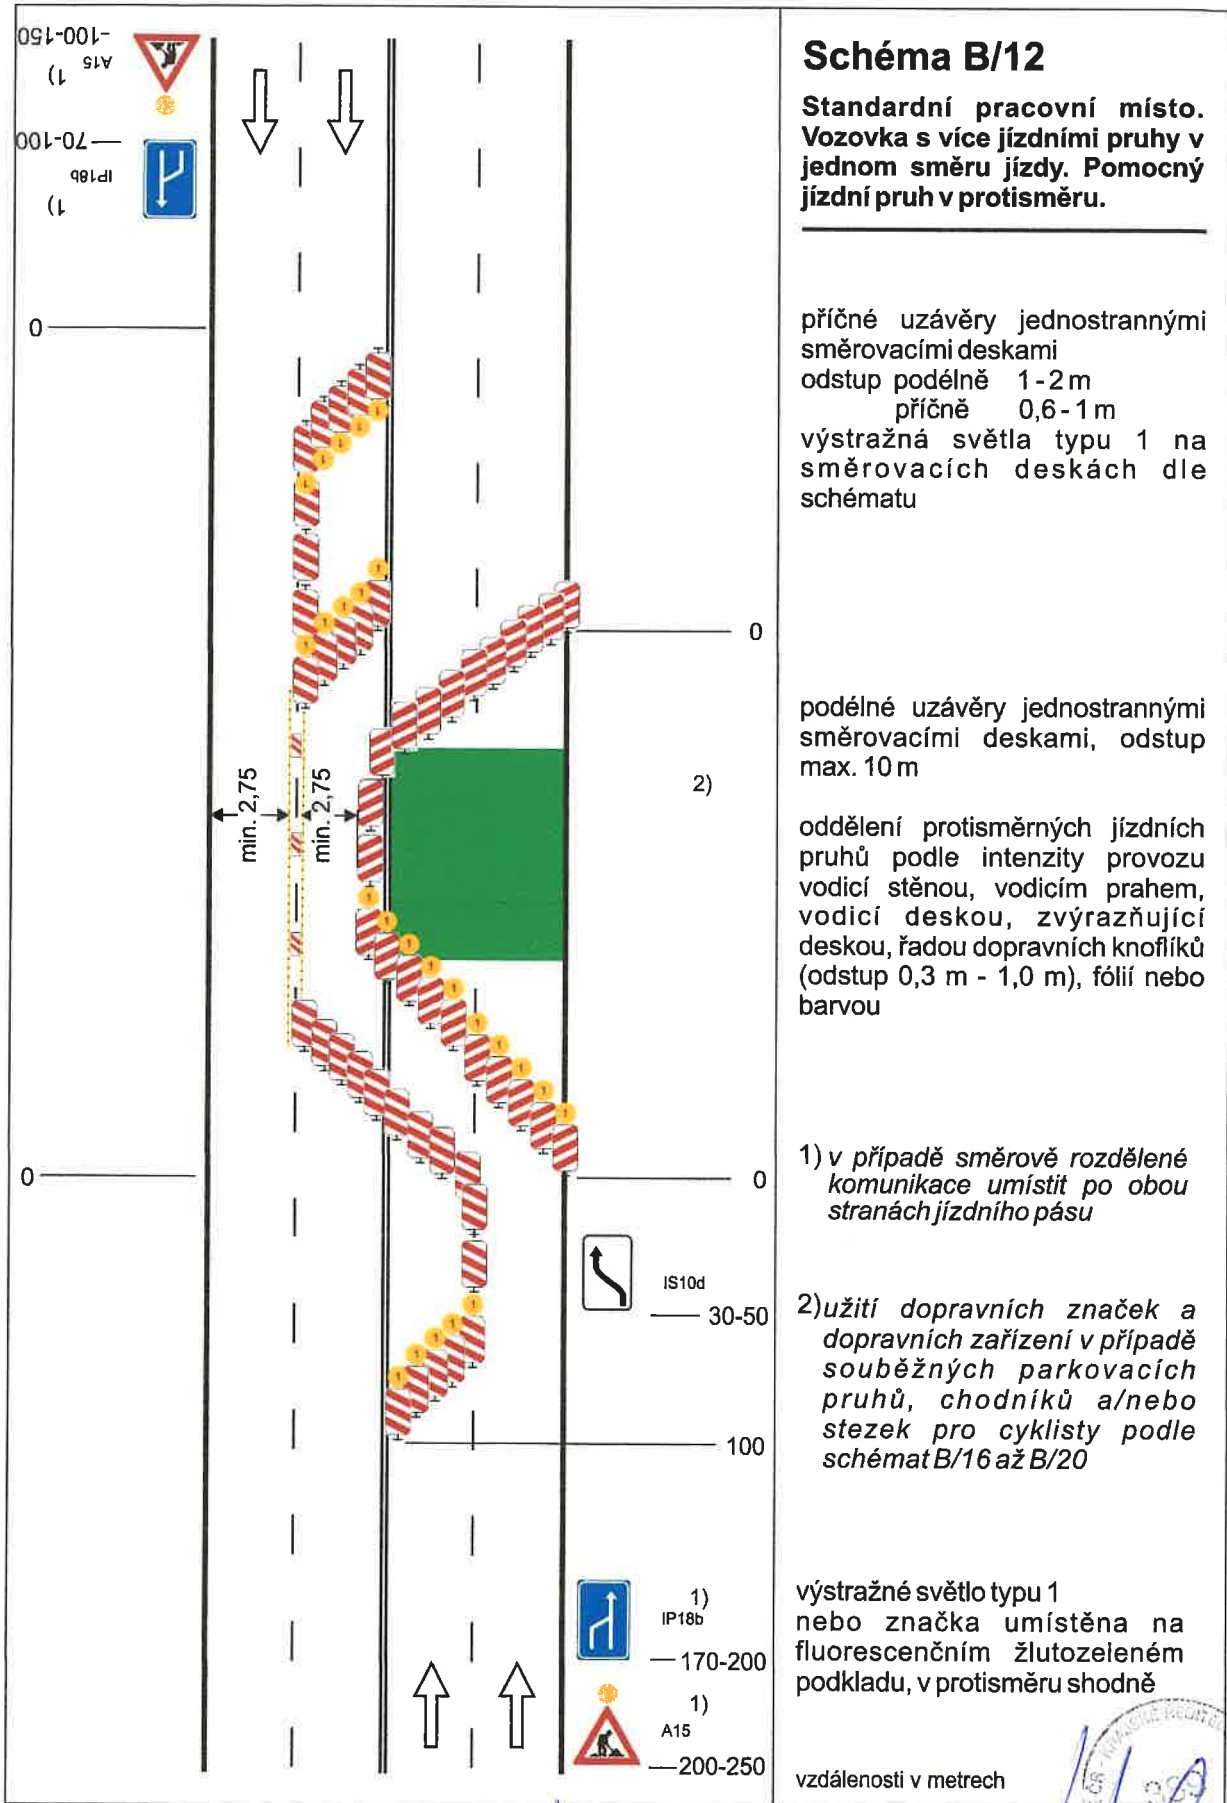 -100-150
A15
1)
70-100
IP18b
1)
0
0
min. 2,75
min. 2,75
2)
0
0
IS10d
30-50
100
1)
IP18b
170-200
1)
A15
200-250
Schéma B/12
Standardní pracovní místo.
Vozovka s více jízdními pruhy v
jednom směru jízdy. Pomocný
jízdní pruh v protisměru.
příčné uzávěry jednostrannými
směrovacími deskami
odstup podélně 1 - 2 m
příčně 0,6 - 1 m
výstražná světla typu 1 na
směrovacích deskách dle
schématu
podélné uzávěry jednostrannými
směrovacími deskami, odstup
max. 10 m
oddělení protisměrných jízdních
pruhů podle intenzity provozu
vodicí stěnou, vodicím prahem,
vodicí deskou, zvýrazňující
deskou, řadou dopravních knoflíků
(odstup 0,3 m - 1,0 m), fólií nebo
barvou
1) v případě směrově rozdělené
komunikace umístit po obou
stranách jízdního pásu
2) užití dopravních značek a
dopravních zařízení v případě
souběžných parkovacích
pruhů, chodníků a/nebo
stezek pro cyklisty podle
schémat B/16 až B/20
výstražné světlo typu 1
nebo značka umístěna na
fluorescenčním žlutozeleném
podkladu, v protisměru shodně
vzdálenosti v metrech